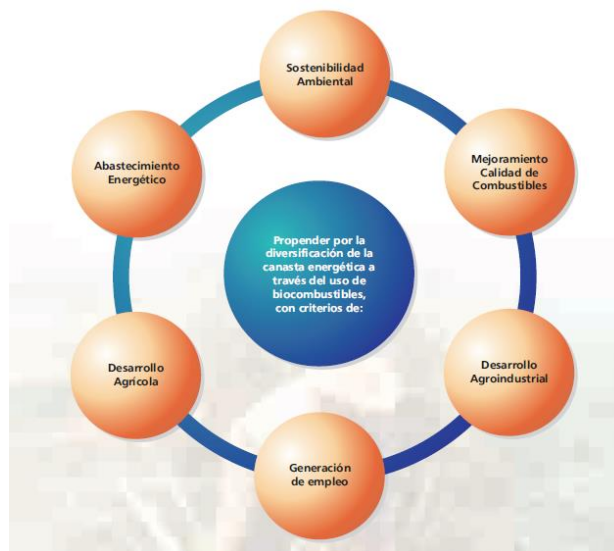 Sostenibilidad
Ambiental
Mejoramiento
Calidad de
Combustibles
Desarrollo
Agroindustrial
Generación
de empleo
Desarrollo
Agrícola
Abastecimiento
Energético
Propender por la
diversificación de la
canasta energética a
través del uso de
biocombustibles,
con criterios de: